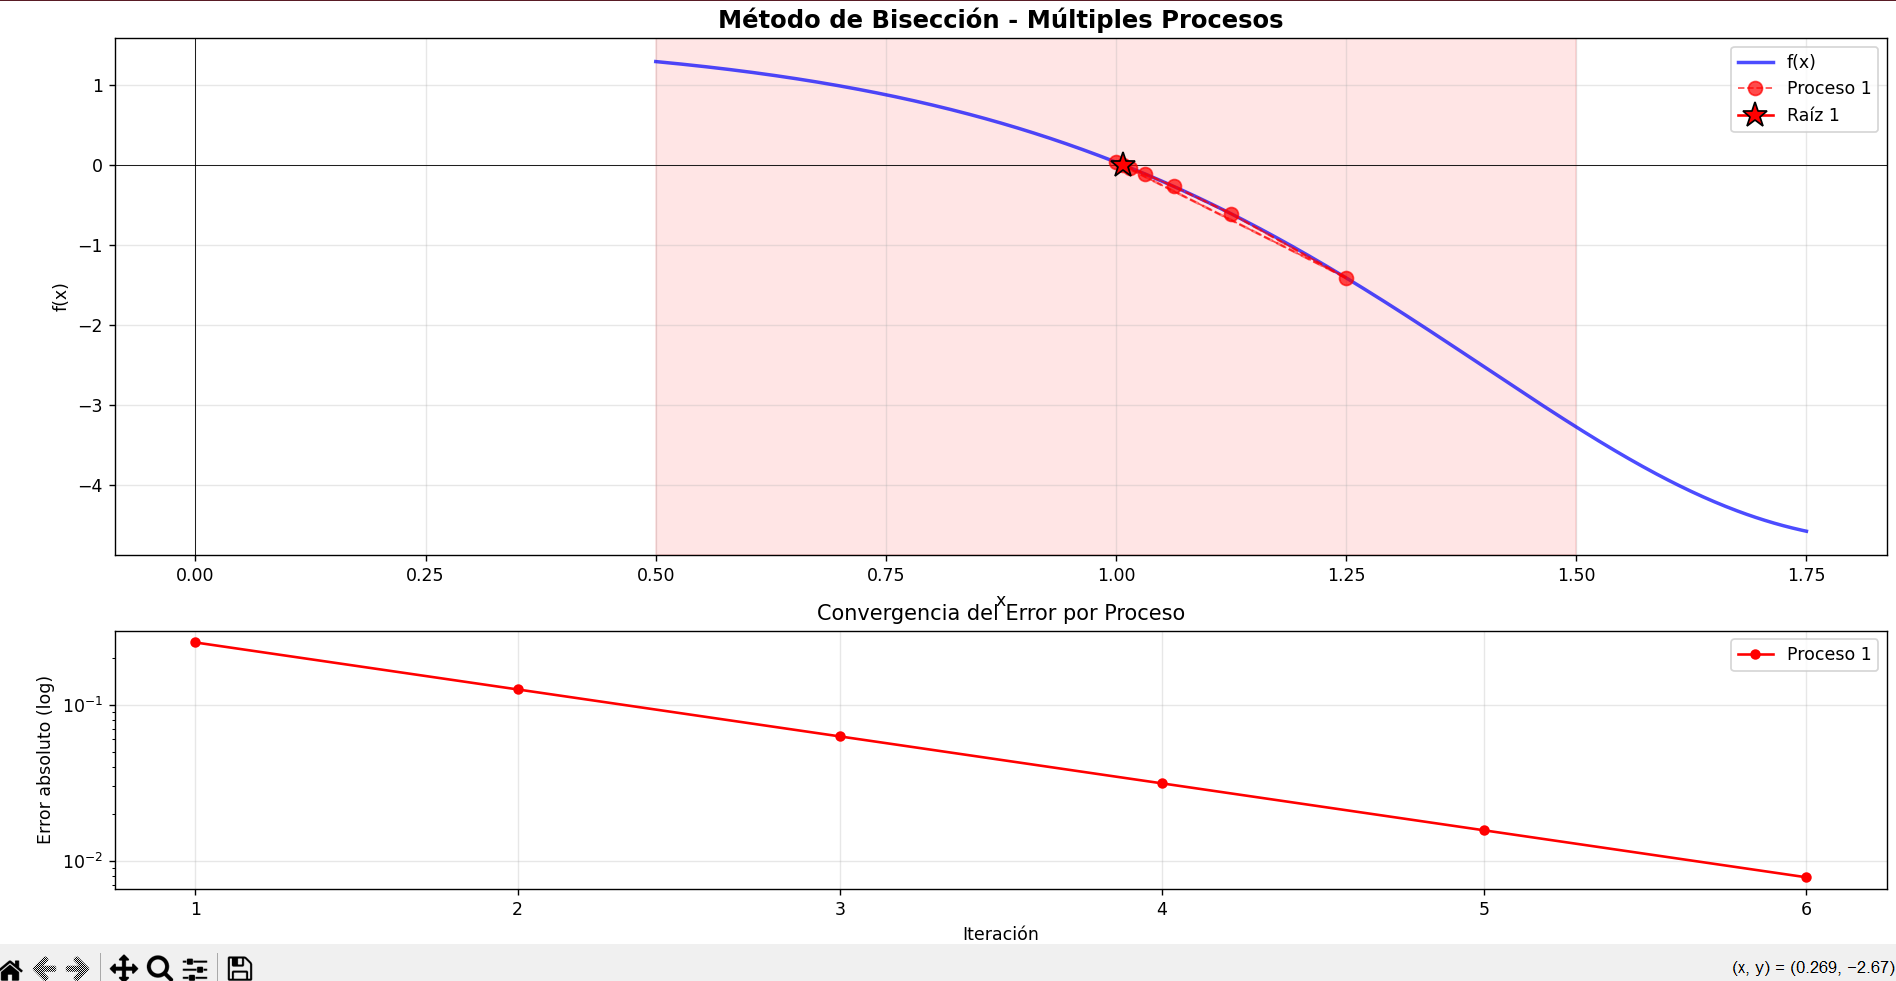 Método de Bisección - Múltiples Procesos
f(x)
Proceso 1
Raíz 1
1
0
−1
−2
−3
−4
f(x)
0.00 0.25 0.50 0.75 1.00 1.25 1.50 1.75
x
Convergencia del Error por Proceso
Proceso 1
10⁻¹
10⁻²
Error absoluto (log)
1 2 3 4 5 6
Iteración
(x, y) = (0.269, −2.67)